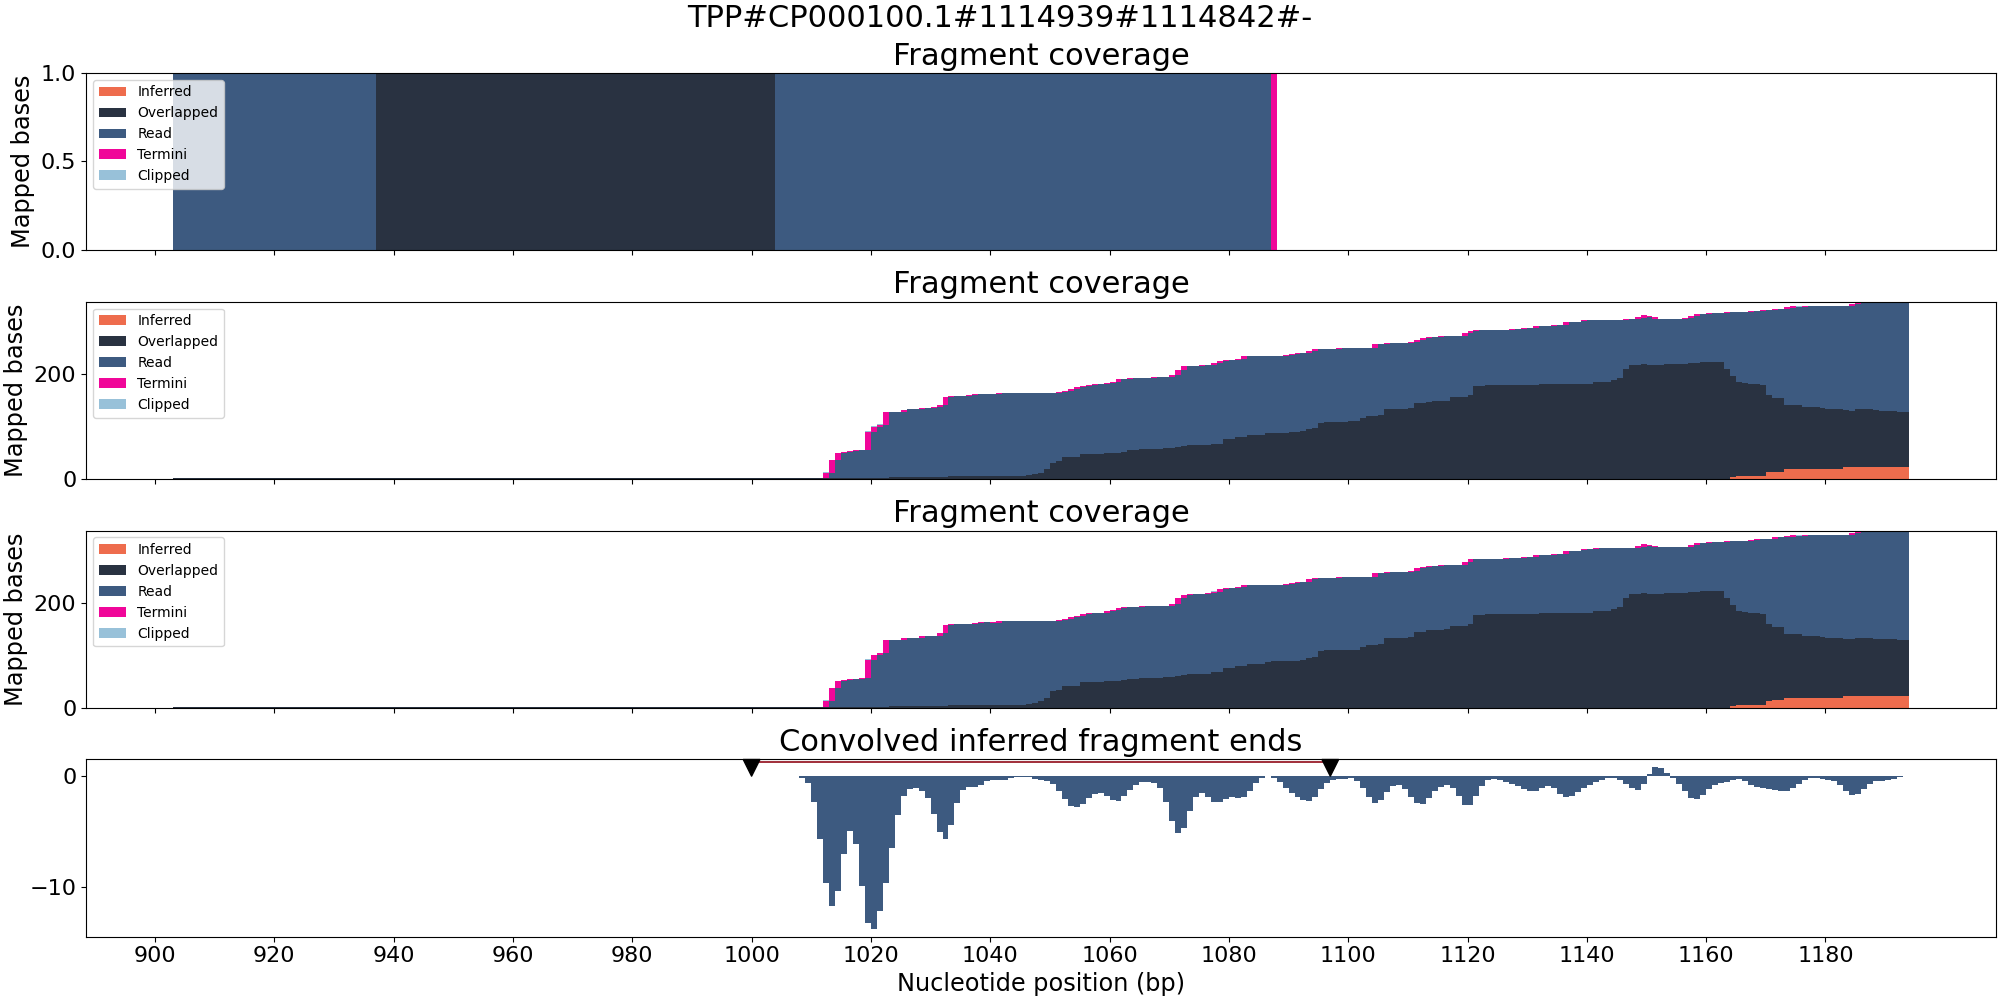 TPP#CP000100.1#1114939#1114842#-
Fragment coverage
Mapped bases
1.0
0.5
0.0
Inferred
Overlapped
Read
Termini
Clipped
Fragment coverage
Mapped bases
200
0
Inferred
Overlapped
Read
Termini
Clipped
Fragment coverage
Mapped bases
200
0
Inferred
Overlapped
Read
Termini
Clipped
Convolved inferred fragment ends
0
−10
900 920 940 960 980 1000 1020 1040 1060 1080 1100 1120 1140 1160 1180
Nucleotide position (bp)